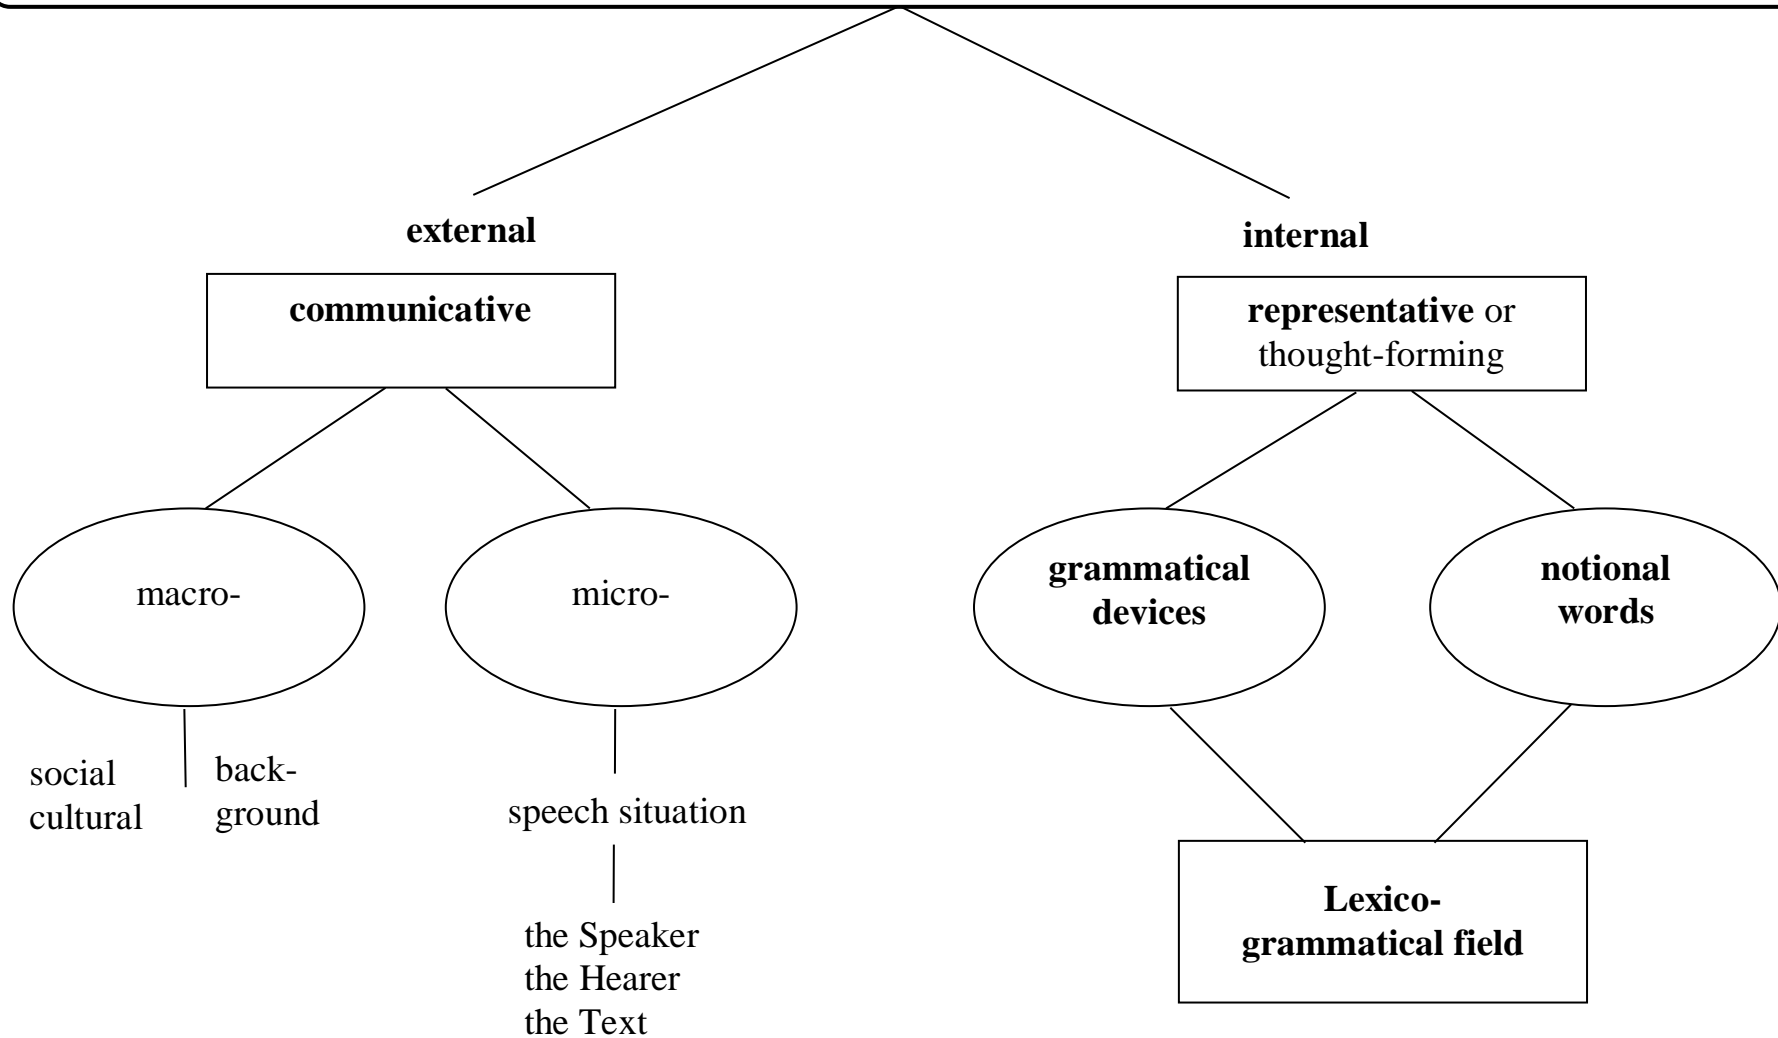 external
internal
communicative
representative or
thought-forming
macro-
micro-
grammatical
devices
notional
words
social
cultural
back-
ground
speech situation
the Speaker
the Hearer
the Text
Lexico-
grammatical field